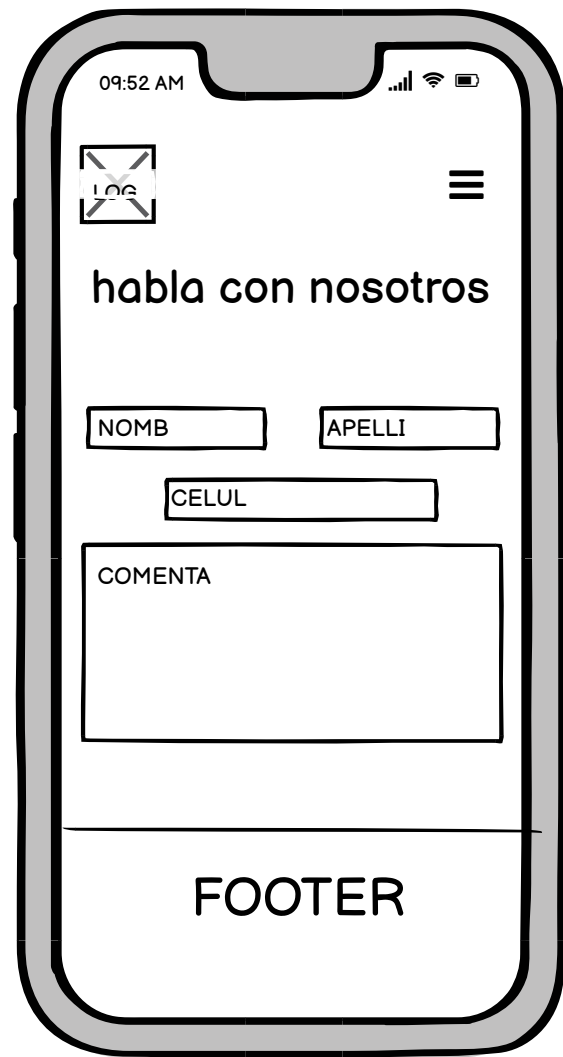 09:52 AM
LOG
habla con nosotros
NOMB
APELLI
CELUL
COMENTA
FOOTER